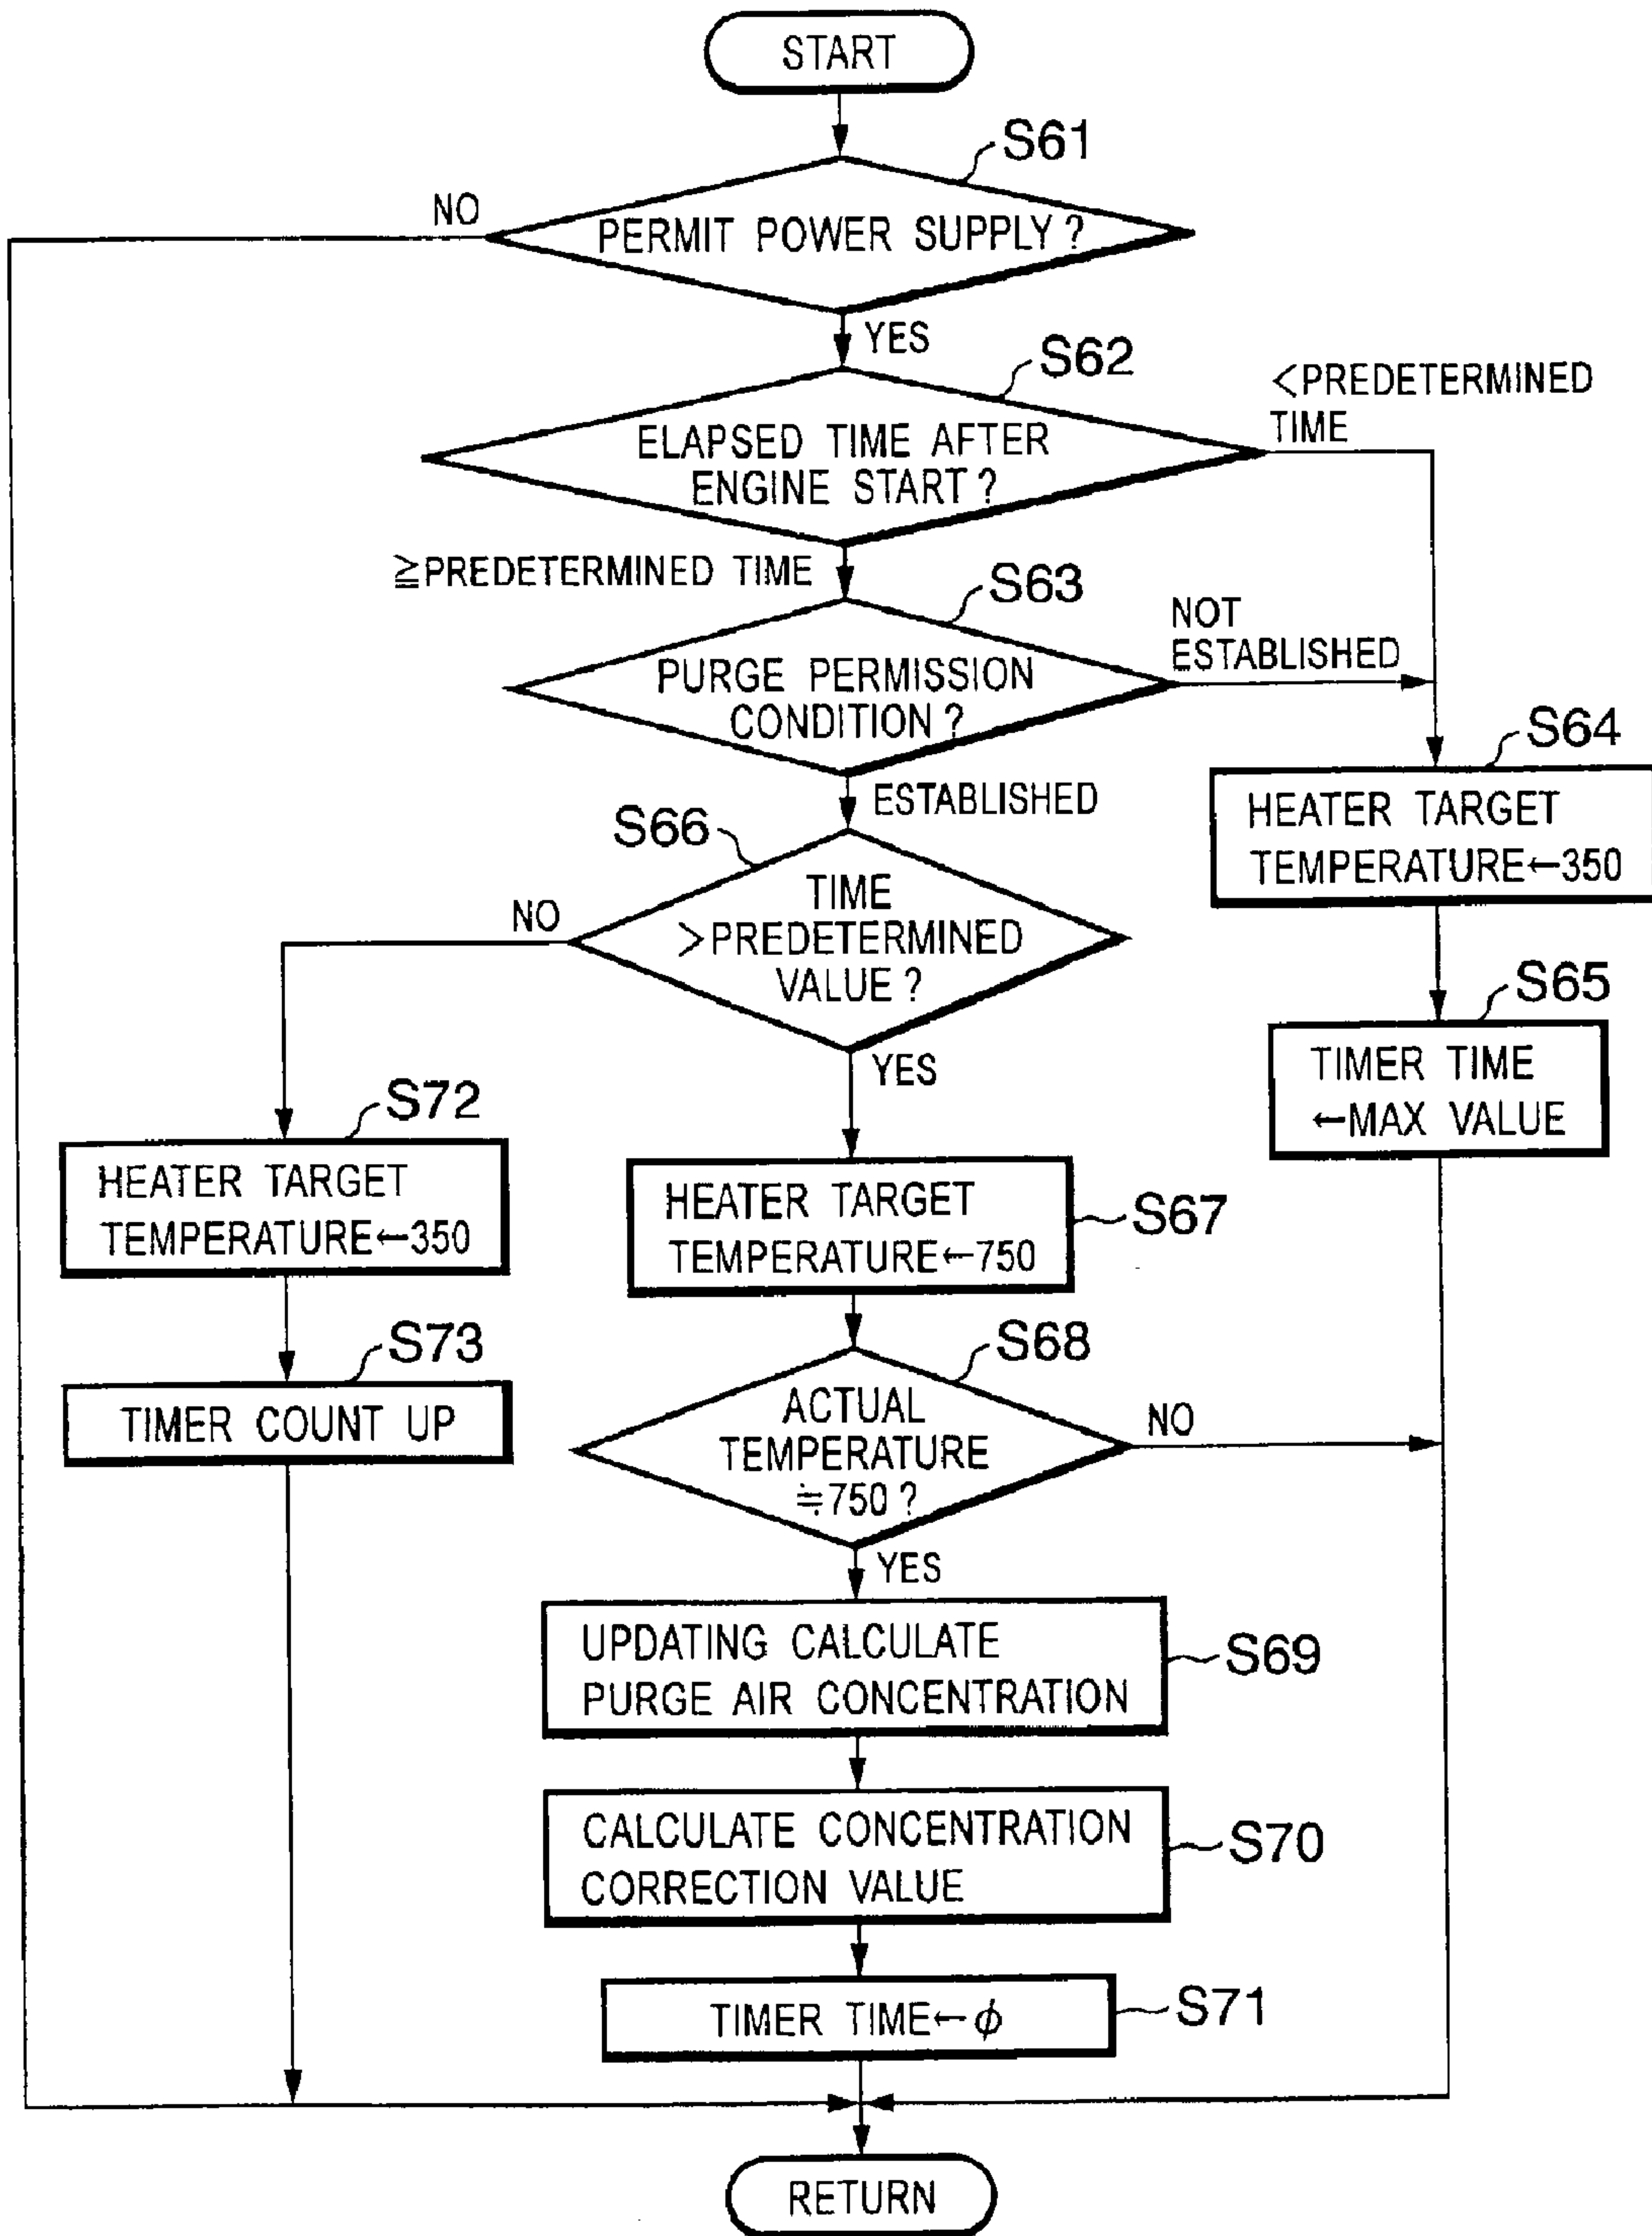 START
S61
NO
PERMIT POWER SUPPLY?
YES
S62
<PREDETERMINED
TIME
ELAPSED TIME AFTER
ENGINE START?
≧PREDETERMINED TIME
S63
NOT
ESTABLISHED
PURGE PERMISSION
CONDITION?
S64
ESTABLISHED
HEATER TARGET
TEMPERATURE←350
S66
TIME
>PREDETERMINED
VALUE?
NO
S65
YES
TIMER TIME
←MAX VALUE
S72
HEATER TARGET
TEMPERATURE←350
HEATER TARGET
TEMPERATURE←750
S67
S73
S68
TIMER COUNT UP
ACTUAL
TEMPERATURE
≒750?
NO
YES
UPDATING CALCULATE
PURGE AIR CONCENTRATION
S69
CALCULATE CONCENTRATION
CORRECTION VALUE
S70
TIMER TIME←ϕ
S71
RETURN